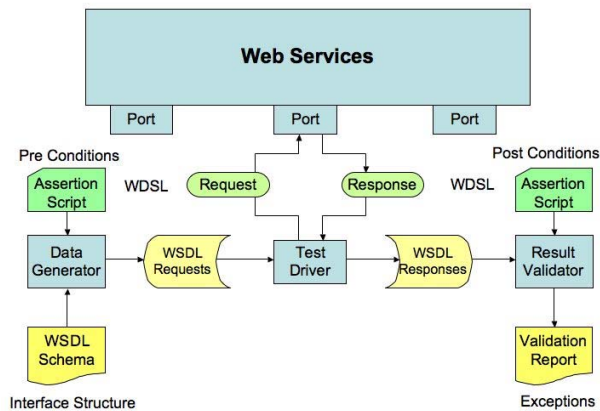 Web Services
Port
Port
Port
Pre Conditions
Post Conditions
Assertion
Script
WDSL
Request
Response
WDSL
Assertion
Script
Data
Generator
WSDL
Requests
Test
Driver
WSDL
Responses
Result
Validator
WSDL
Schema
Validation
Report
Interface Structure
Exceptions